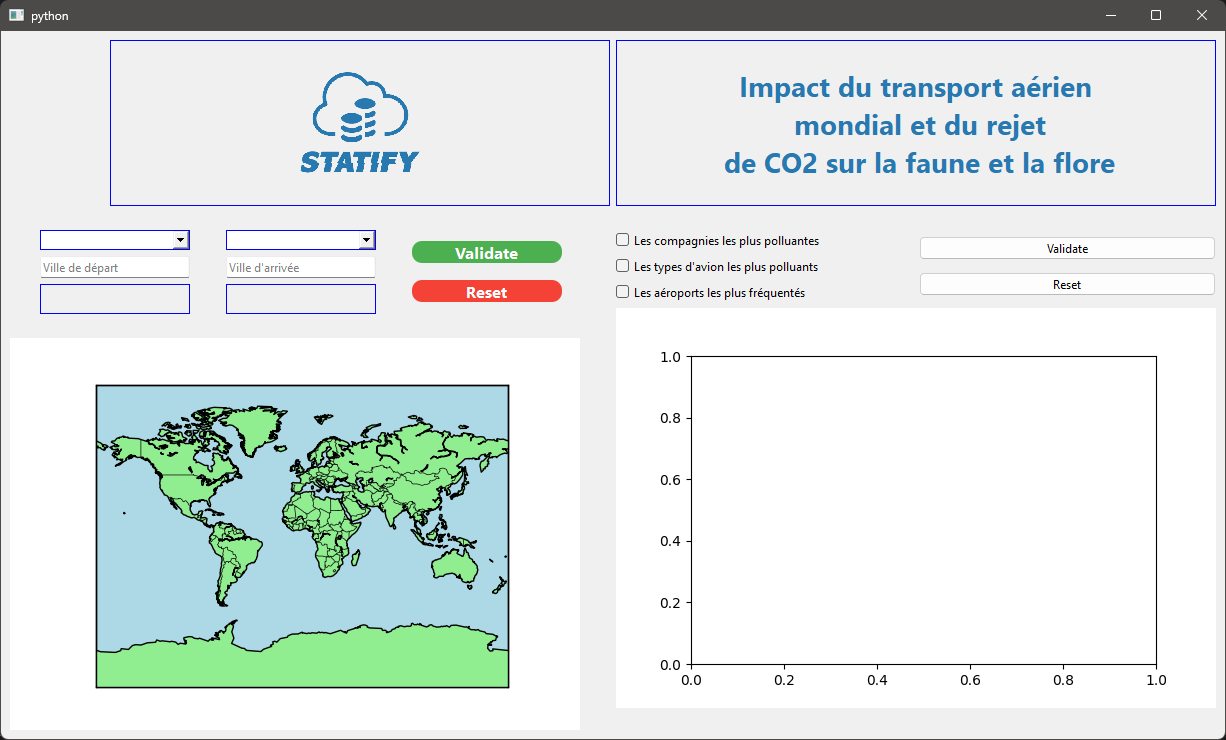 python
STATIFY
Impact du transport aérien
mondial et du rejet
de CO2 sur la faune et la flore
Ville de départ
Ville d'arrivée
Validate
Reset
Les compagnies les plus polluantes
Les types d'avion les plus polluants
Les aéroports les plus fréquentés
Validate
Reset
1.0
0.8
0.6
0.4
0.2
0.0
0.0 0.2 0.4 0.6 0.8 1.0